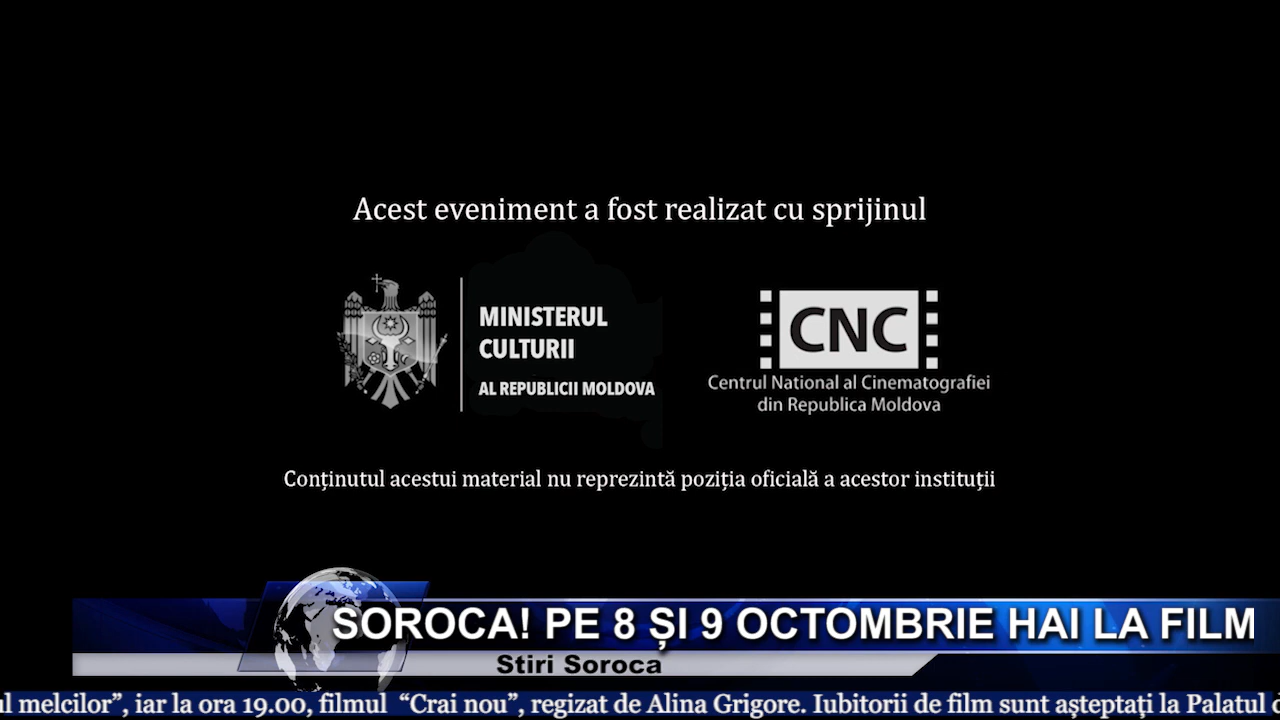 Acest eveniment a fost realizat cu sprijinul
MINISTERUL
CULTURII
AL REPUBLICII MOLDOVA
CNC
Centrul National al Cinematografiei
din Republica Moldova
Conținutul acestui material nu reprezintă poziția oficială a acestor instituții
SOROCA! PE 8 ȘI 9 OCTOMBRIE HAI LA FILM
Stiri Soroca
melcilor”, iar la ora 19.00, filmul “Crai nou”, regizat de Alina Grigore. Iubitorii de film sunt așteptați la Palatul